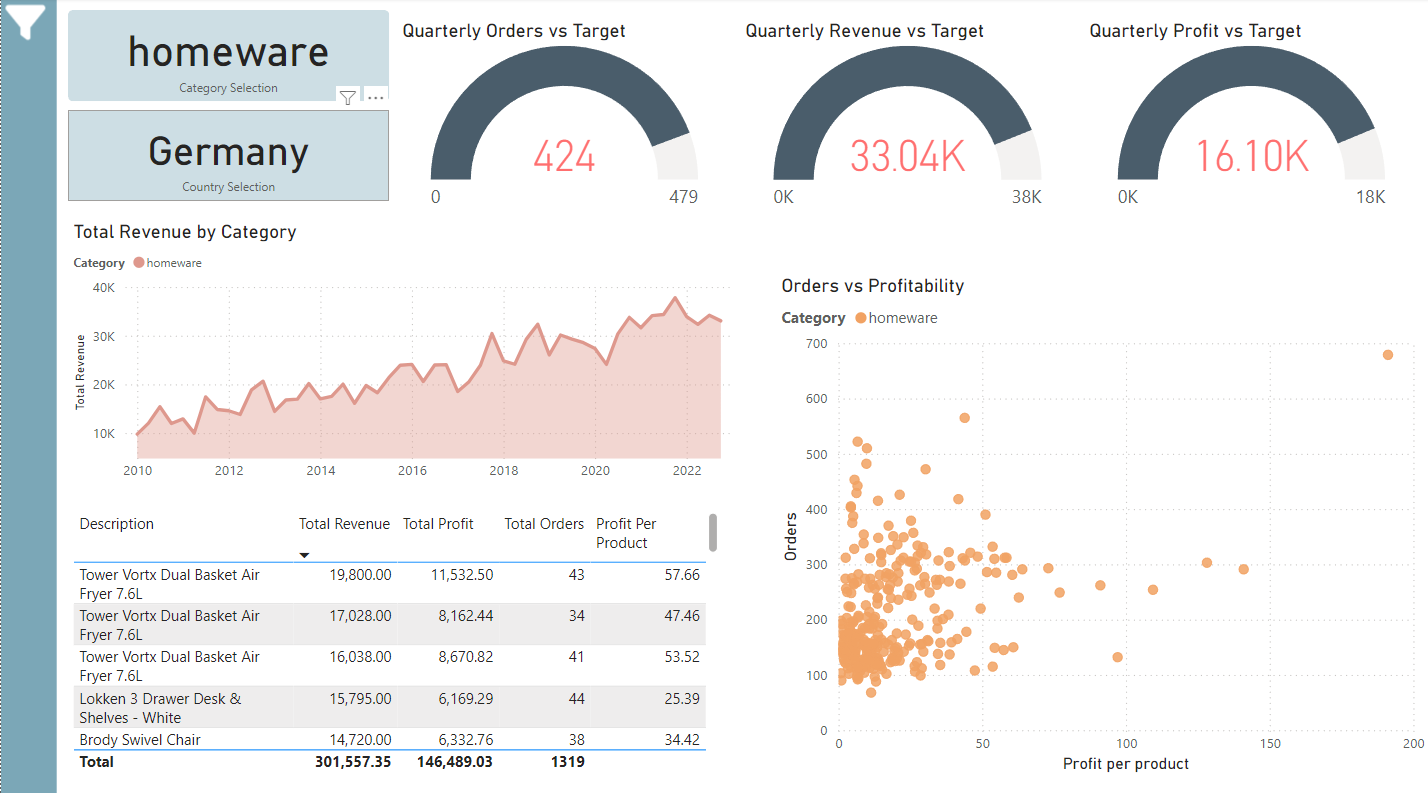 homeware
Category Selection
Germany
Country Selection
Quarterly Orders vs Target
424
0
479
Quarterly Revenue vs Target
33.04K
0K
38K
Quarterly Profit vs Target
16.10K
0K
18K
Total Revenue by Category
Category homeware
Total Revenue
40K
30K
20K
10K
2010 2012 2014 2016 2018 2020 2022
Description Total Revenue Total Profit Total Orders Profit Per
Product
Tower Vortx Dual Basket Air 19,800.00 11,532.50 43 57.66
Fryer 7.6L
Tower Vortx Dual Basket Air 17,028.00 8,162.44 34 47.46
Fryer 7.6L
Tower Vortx Dual Basket Air 16,038.00 8,670.82 41 53.52
Fryer 7.6L
Lokken 3 Drawer Desk & 15,795.00 6,169.29 44 25.39
Shelves - White
Brody Swivel Chair 14,720.00 6,332.76 38 34.42
Total 301,557.35 146,489.03 1319
Orders vs Profitability
Category homeware
Orders
700
600
500
400
300
200
100
0
0 50 100 150 200
Profit per product